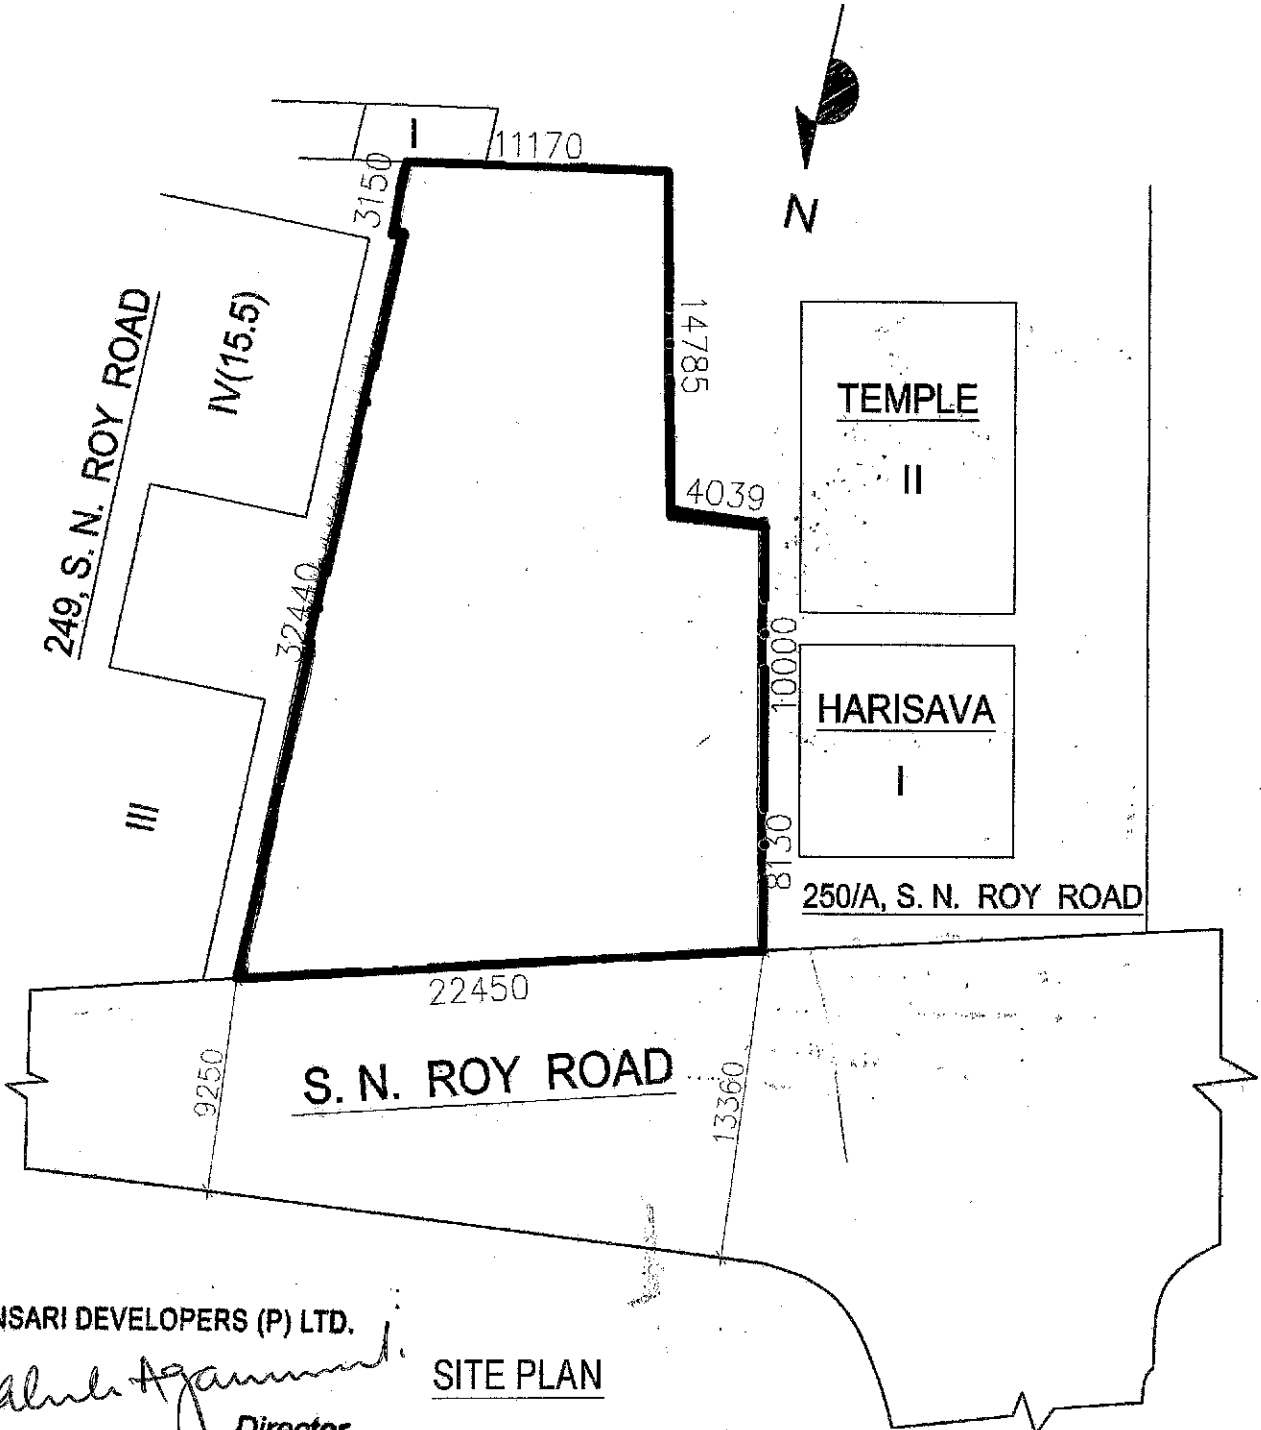 I
11170
3150
N
14785
IV(15.5)
249, S. N. ROY ROAD
TEMPLE
II
4039
32440
10000
HARISAVA
I
III
8130
250/A, S. N. ROY ROAD
22450
S. N. ROY ROAD
9250
13360
NSARI DEVELOPERS (P) LTD.
SITE PLAN
Director